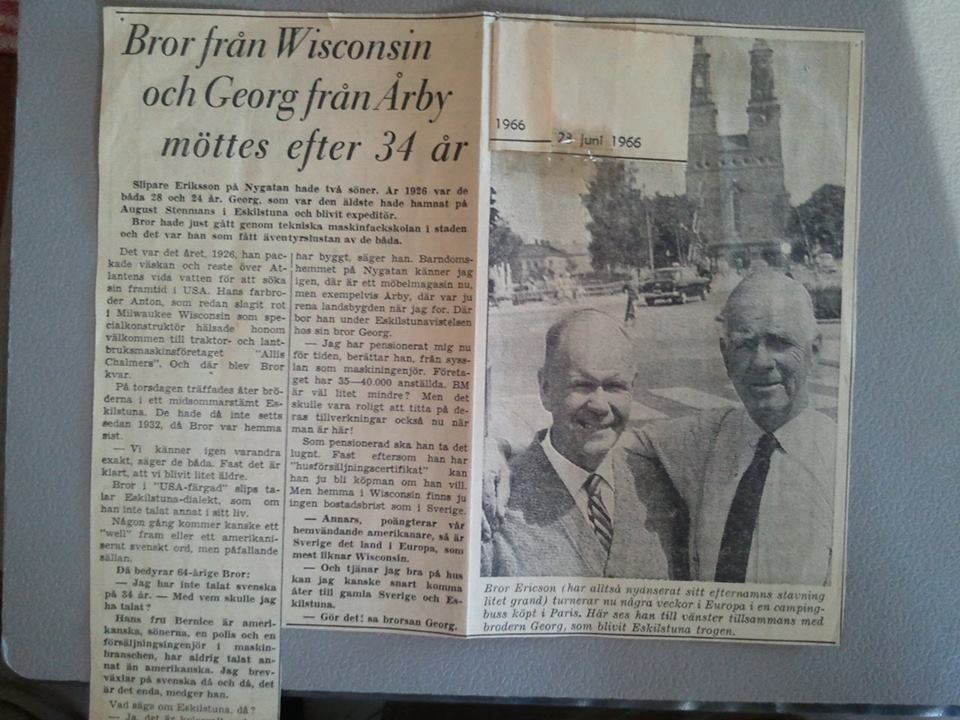 Bror från Wisconsin
och Georg från Årby
möttes efter 34 år
1966
23 juni 1966
Slipare Eriksson på Nygatan hade två söner. År 1926 var de
båda 28 och 24 år. Georg, som var den äldste hade hamnat på
August Stenmans i Eskilstuna och blivit expeditör.
Bror hade just gått genom tekniska maskinfackskolan i staden
och det var han som fått äventyrslustan av de båda.
Det var det året, 1926, han pac-
kade väskan och reste över At-
lantens vida vatten för att söka
sin framtid i USA. Hans farbro-
der Anton, som redan slagit rot
i Milwaukee Wisconsin som spe-
cialkonstruktör hälsade honom
välkommen till traktor- och lant-
bruksmaskinsföretaget "Allis
Chalmers". Och där blev Bror
kvar.
På torsdagen träffades åter brö-
derna i ett midsommarstämt Es-
kilstuna. De hade då inte setts
sedan 1932, då Bror var hemma
sist.
— Vi känner igen varandra
exakt, säger de båda. Fast det är
klart, att vi blivit litet äldre.
Bror i "USA-färgad" slips ta-
lar Eskilstuna-dialekt, som om
han inte talat annat i sitt liv.
Någon gång kommer kanske ett
"well" fram eller ett amerikani-
serat svenskt ord, men påfallande
sällan.
Då bedyrar 64-årige Bror:
— Jag har inte talat svenska
på 34 år. — Med vem skulle jag
ha talat?
Hans fru Bernice är ameri-
kanska, sönerna, en polis och en
försäljningsingenjör i maskin-
branschen, har aldrig talat an-
nat än amerikanska. Jag brev-
växlar på svenska då och då, det
är det enda, medger han.
Vad sägs om Eskilstuna, då?
— Ja, det är
har byggt, säger han. Barndoms-
hemmet på Nygatan känner jag
igen, där är ett möbelmagasin nu,
men exempelvis Årby, där var ju
rena landsbygden när jag for. Där
bor han under Eskilstunavistelsen
hos sin bror Georg.
— Jag har pensionerat mig nu
för tiden, berättar han, från syss-
lan som maskiningenjör. Företa-
get har 35—40.000 anställda. BM
är väl litet mindre? Men det
skulle vara roligt att titta på de-
ras tillverkningar också nu när
man är här!
Som pensionerad ska han ta det
lugnt. Fast eftersom han har
"husförsäljningscertifikat" kan
han ju bli köpman om han vill.
Men hemma i Wisconsin finns ju
ingen bostadsbrist som i Sverige.
— Annars, poängterar vår
hemvändande amerikanare, så är
Sverige det land i Europa, som
mest liknar Wisconsin.
— Och tjänar jag bra på hus
kan jag kanske snart komma
åter till gamla Sverige och Es-
kilstuna.
— Gör det! sa brorsan Georg.
Bror Ericson (har alltså nyanserat sitt efternamns stavning
litet grand) turnerar nu några veckor i Europa i en camping-
buss köpt i Paris. Här ses han till vänster tillsammans med
brodern Georg, som blivit Eskilstuna trogen.